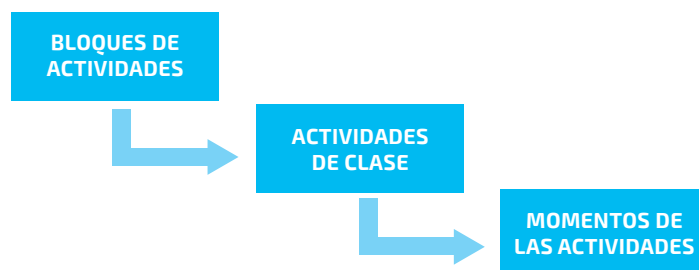 BLOQUES DE
ACTIVIDADES
ACTIVIDADES
DE CLASE
MOMENTOS DE
LAS ACTIVIDADES